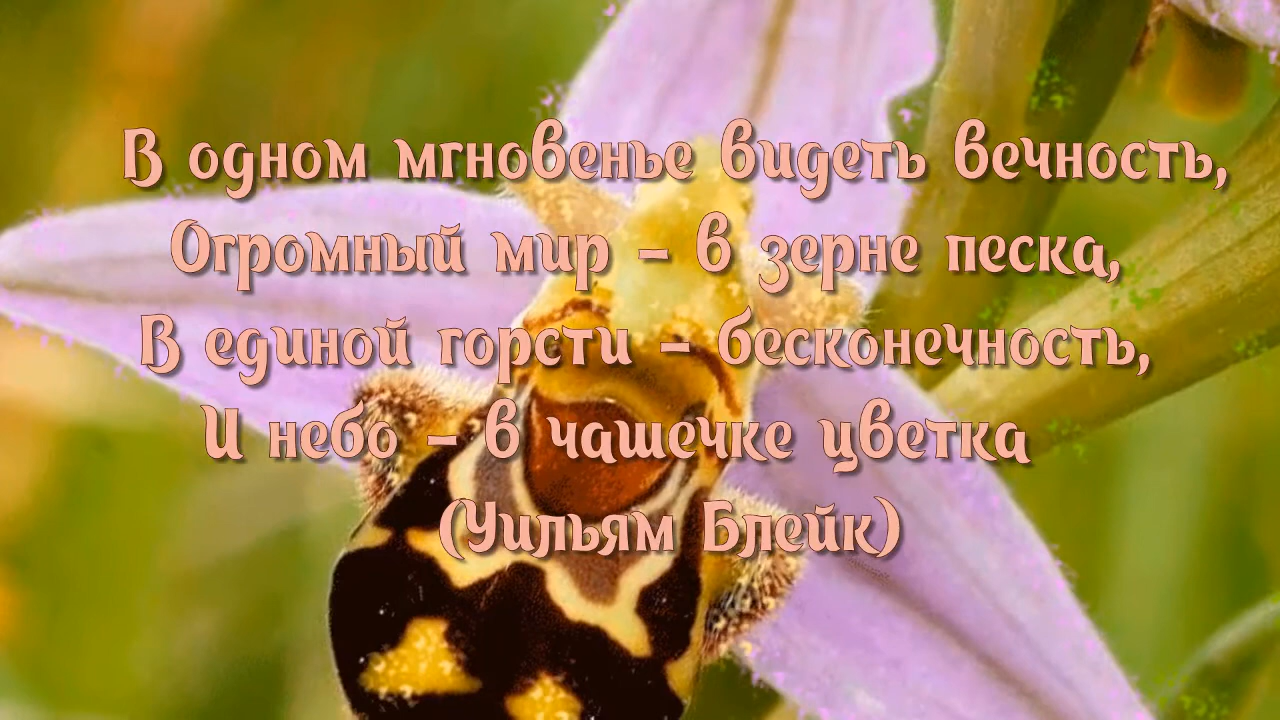 В одном мгновенье видеть вечность,
Огромный мир – в зерне песка,
В единой горсти – бесконечность,
И небо – в чашечке цветка
(Уильям Блейк)